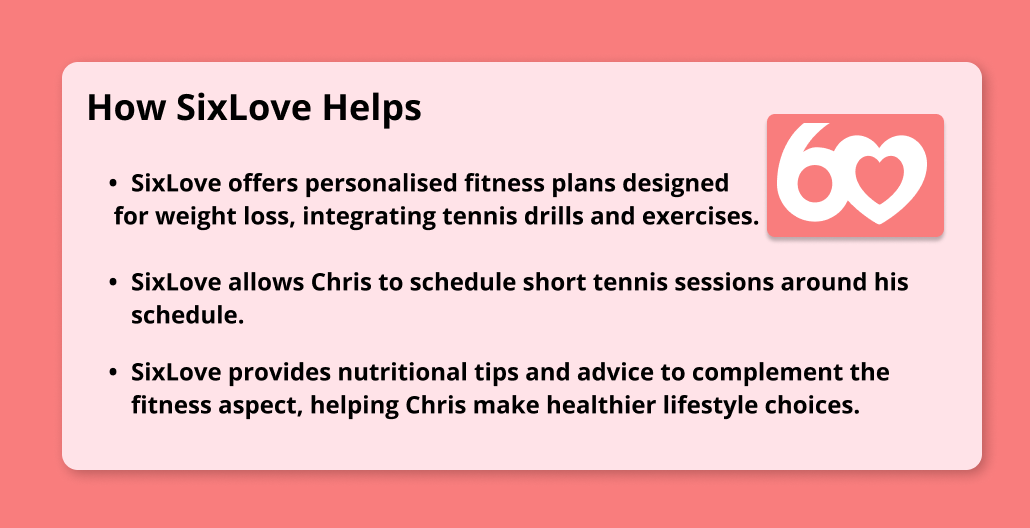 How SixLove Helps
• SixLove offers personalised fitness plans designed
for weight loss, integrating tennis drills and exercises.
6
• SixLove allows Chris to schedule short tennis sessions around his
schedule.
• SixLove provides nutritional tips and advice to complement the
fitness aspect, helping Chris make healthier lifestyle choices.